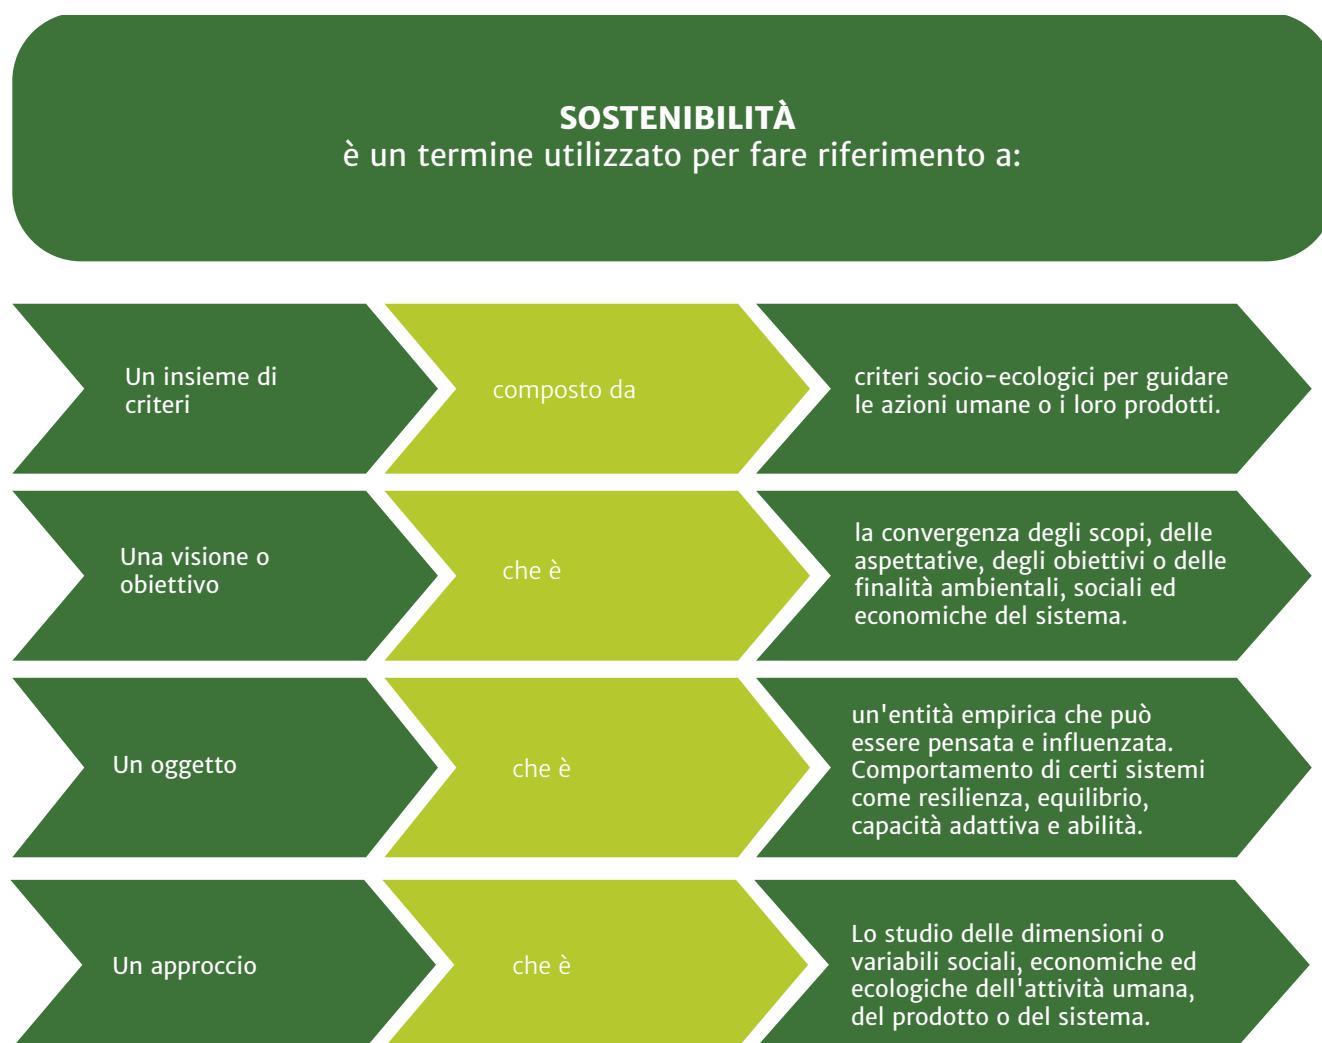 SOSTENIBILITÀ
è un termine utilizzato per fare riferimento a:
Un insieme di
criteri
composto da
criteri socio-ecologici per guidare
le azioni umane o i loro prodotti.
Una visione o
obiettivo
che è
la convergenza degli scopi, delle
aspettative, degli obiettivi o delle
finalità ambientali, sociali ed
economiche del sistema.
Un oggetto
che è
un'entità empirica che può
essere pensata e influenzata.
Comportamento di certi sistemi
come resilienza, equilibrio,
capacità adattiva e abilità.
Un approccio
che è
Lo studio delle dimensioni o
variabili sociali, economiche ed
ecologiche dell'attività umana,
del prodotto o del sistema.